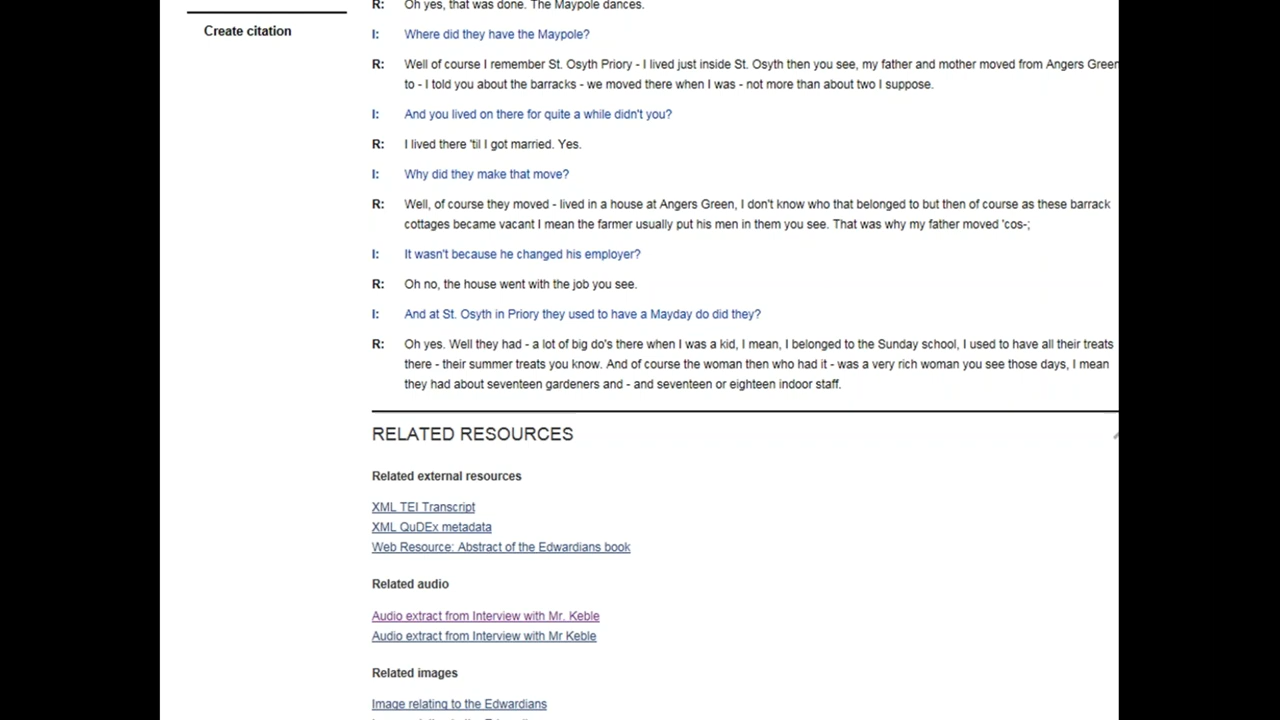 R: Oh yes, that was done. The Maypole dances.
Create citation
I: Where did they have the Maypole?
R: Well of course I remember St. Osyth Priory - I lived just inside St. Osyth then you see, my father and mother moved from Angers Green
to - I told you about the barracks - we moved there when I was - not more than about two I suppose.
I: And you lived on there for quite a while didn't you?
R: I lived there 'til I got married. Yes.
I: Why did they make that move?
R: Well, of course they moved - lived in a house at Angers Green, I don't know who that belonged to but then of course as these barrack
cottages became vacant I mean the farmer usually put his men in them you see. That was why my father moved 'cos-;
I: It wasn't because he changed his employer?
R: Oh no, the house went with the job you see.
I: And at St. Osyth in Priory they used to have a Mayday do did they?
R: Oh yes. Well they had - a lot of big do's there when I was a kid, I mean, I belonged to the Sunday school, I used to have all their treats
there - their summer treats you know. And of course the woman then who had it - was a very rich woman you see those days, I mean
they had about seventeen gardeners and - and seventeen or eighteen indoor staff.
RELATED RESOURCES
Related external resources
XML TEI Transcript
XML QuDEx metadata
Web Resource: Abstract of the Edwardians book
Related audio
Audio extract from Interview with Mr. Keble
Audio extract from Interview with Mr Keble
Related images
Image relating to the Edwardians